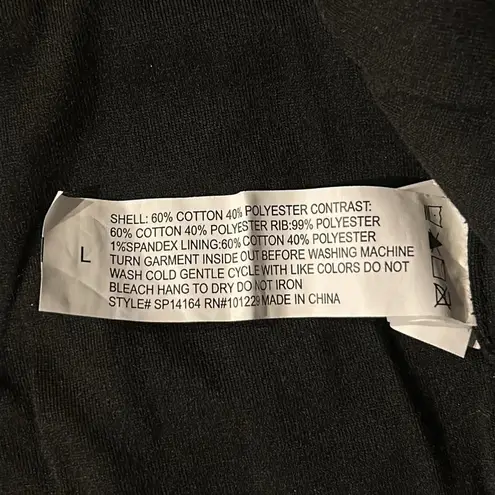 L
SHELL: 60% COTTON 40% POLYESTER CONTRAST:
60% COTTON 40% POLYESTER RIB:99% POLYESTER
1%SPANDEX LINING:60% COTTON 40% POLYESTER
TURN GARMENT INSIDE OUT BEFORE WASHING MACHINE
WASH COLD GENTLE CYCLE WITH LIKE COLORS DO NOT
BLEACH HANG TO DRY DO NOT IRON
STYLE# SP14164 RN#101229 MADE IN CHINA